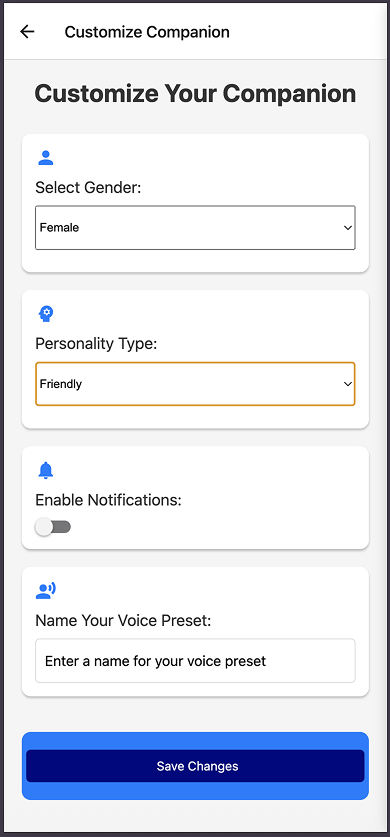 Customize Companion
Customize Your Companion
Select Gender:
Female
Personality Type:
Friendly
Enable Notifications:
Name Your Voice Preset:
Enter a name for your voice preset
Save Changes